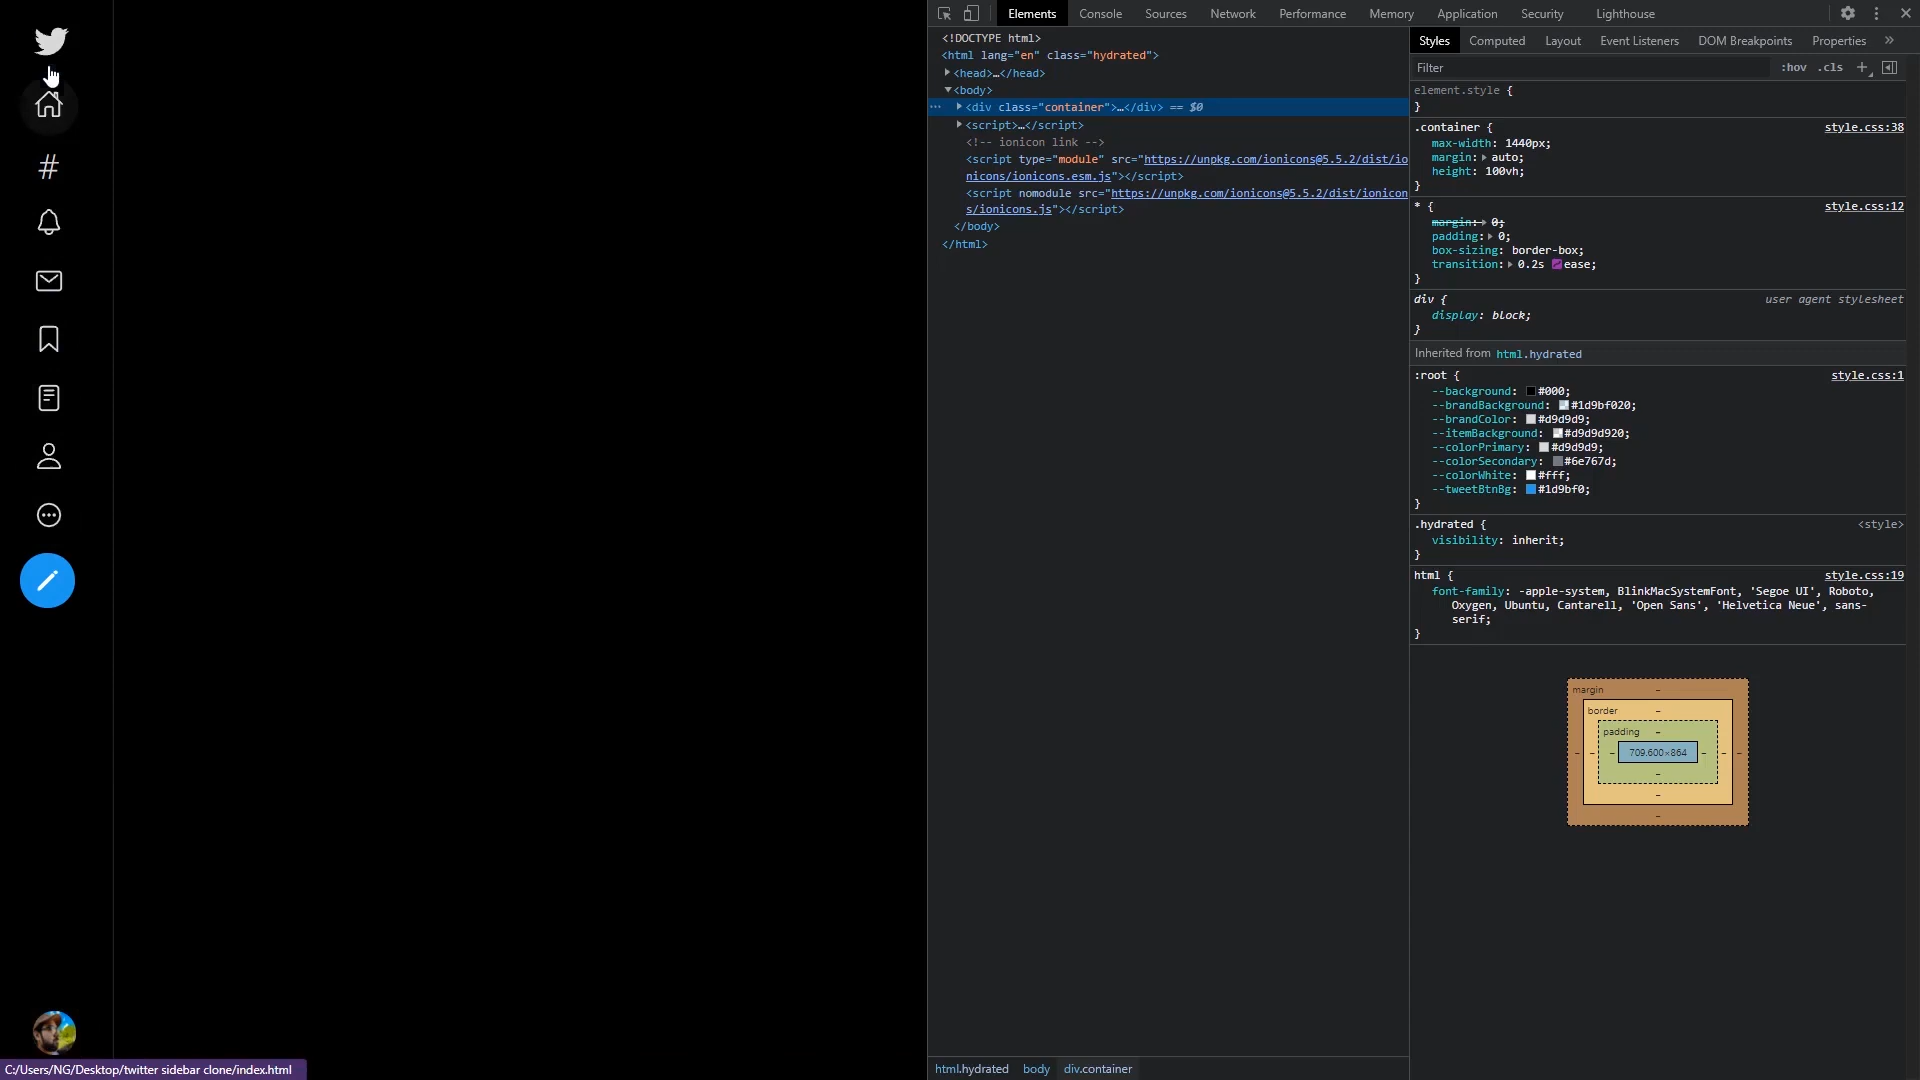 Elements Console Sources Network Performance Memory Application Security Lighthouse
<!DOCTYPE html>
<html lang="en" class="hydrated">
<head>…</head>
<body>
<div class="container">…</div> == $0
<script>…</script>
<!-- ionicon link -->
<script type="module" src="https://unpkg.com/ionicons@5.5.2/dist/io
nicons/ionicons.esm.js"></script>
<script nomodule src="https://unpkg.com/ionicons@5.5.2/dist/ionicon
s/ionicons.js"></script>
</body>
</html>
html.hydrated body div.container
Styles Computed Layout Event Listeners DOM Breakpoints Properties »
Filter :hov .cls +
element.style {
}
.container { style.css:38
max-width: 1440px;
margin: auto;
height: 100vh;
}
* { style.css:12
margin: 0;
padding: 0;
box-sizing: border-box;
transition: 0.2s ease;
}
div { user agent stylesheet
display: block;
}
Inherited from html.hydrated
:root { style.css:1
--background: #000;
--brandBackground: #1d9bf020;
--brandColor: #d9d9d9;
--itemBackground: #d9d9d920;
--colorPrimary: #d9d9d9;
--colorSecondary: #6e767d;
--colorWhite: #fff;
--tweetBtnBg: #1d9bf0;
}
.hydrated { <style>
visibility: inherit;
}
html { style.css:19
font-family: -apple-system, BlinkMacSystemFont, 'Segoe UI', Roboto,
Oxygen, Ubuntu, Cantarell, 'Open Sans', 'Helvetica Neue', sans-
serif;
}
margin -
border -
padding -
- - - 709.600×864 - - -
-
-
-
C:/Users/NG/Desktop/twitter sidebar clone/index.html